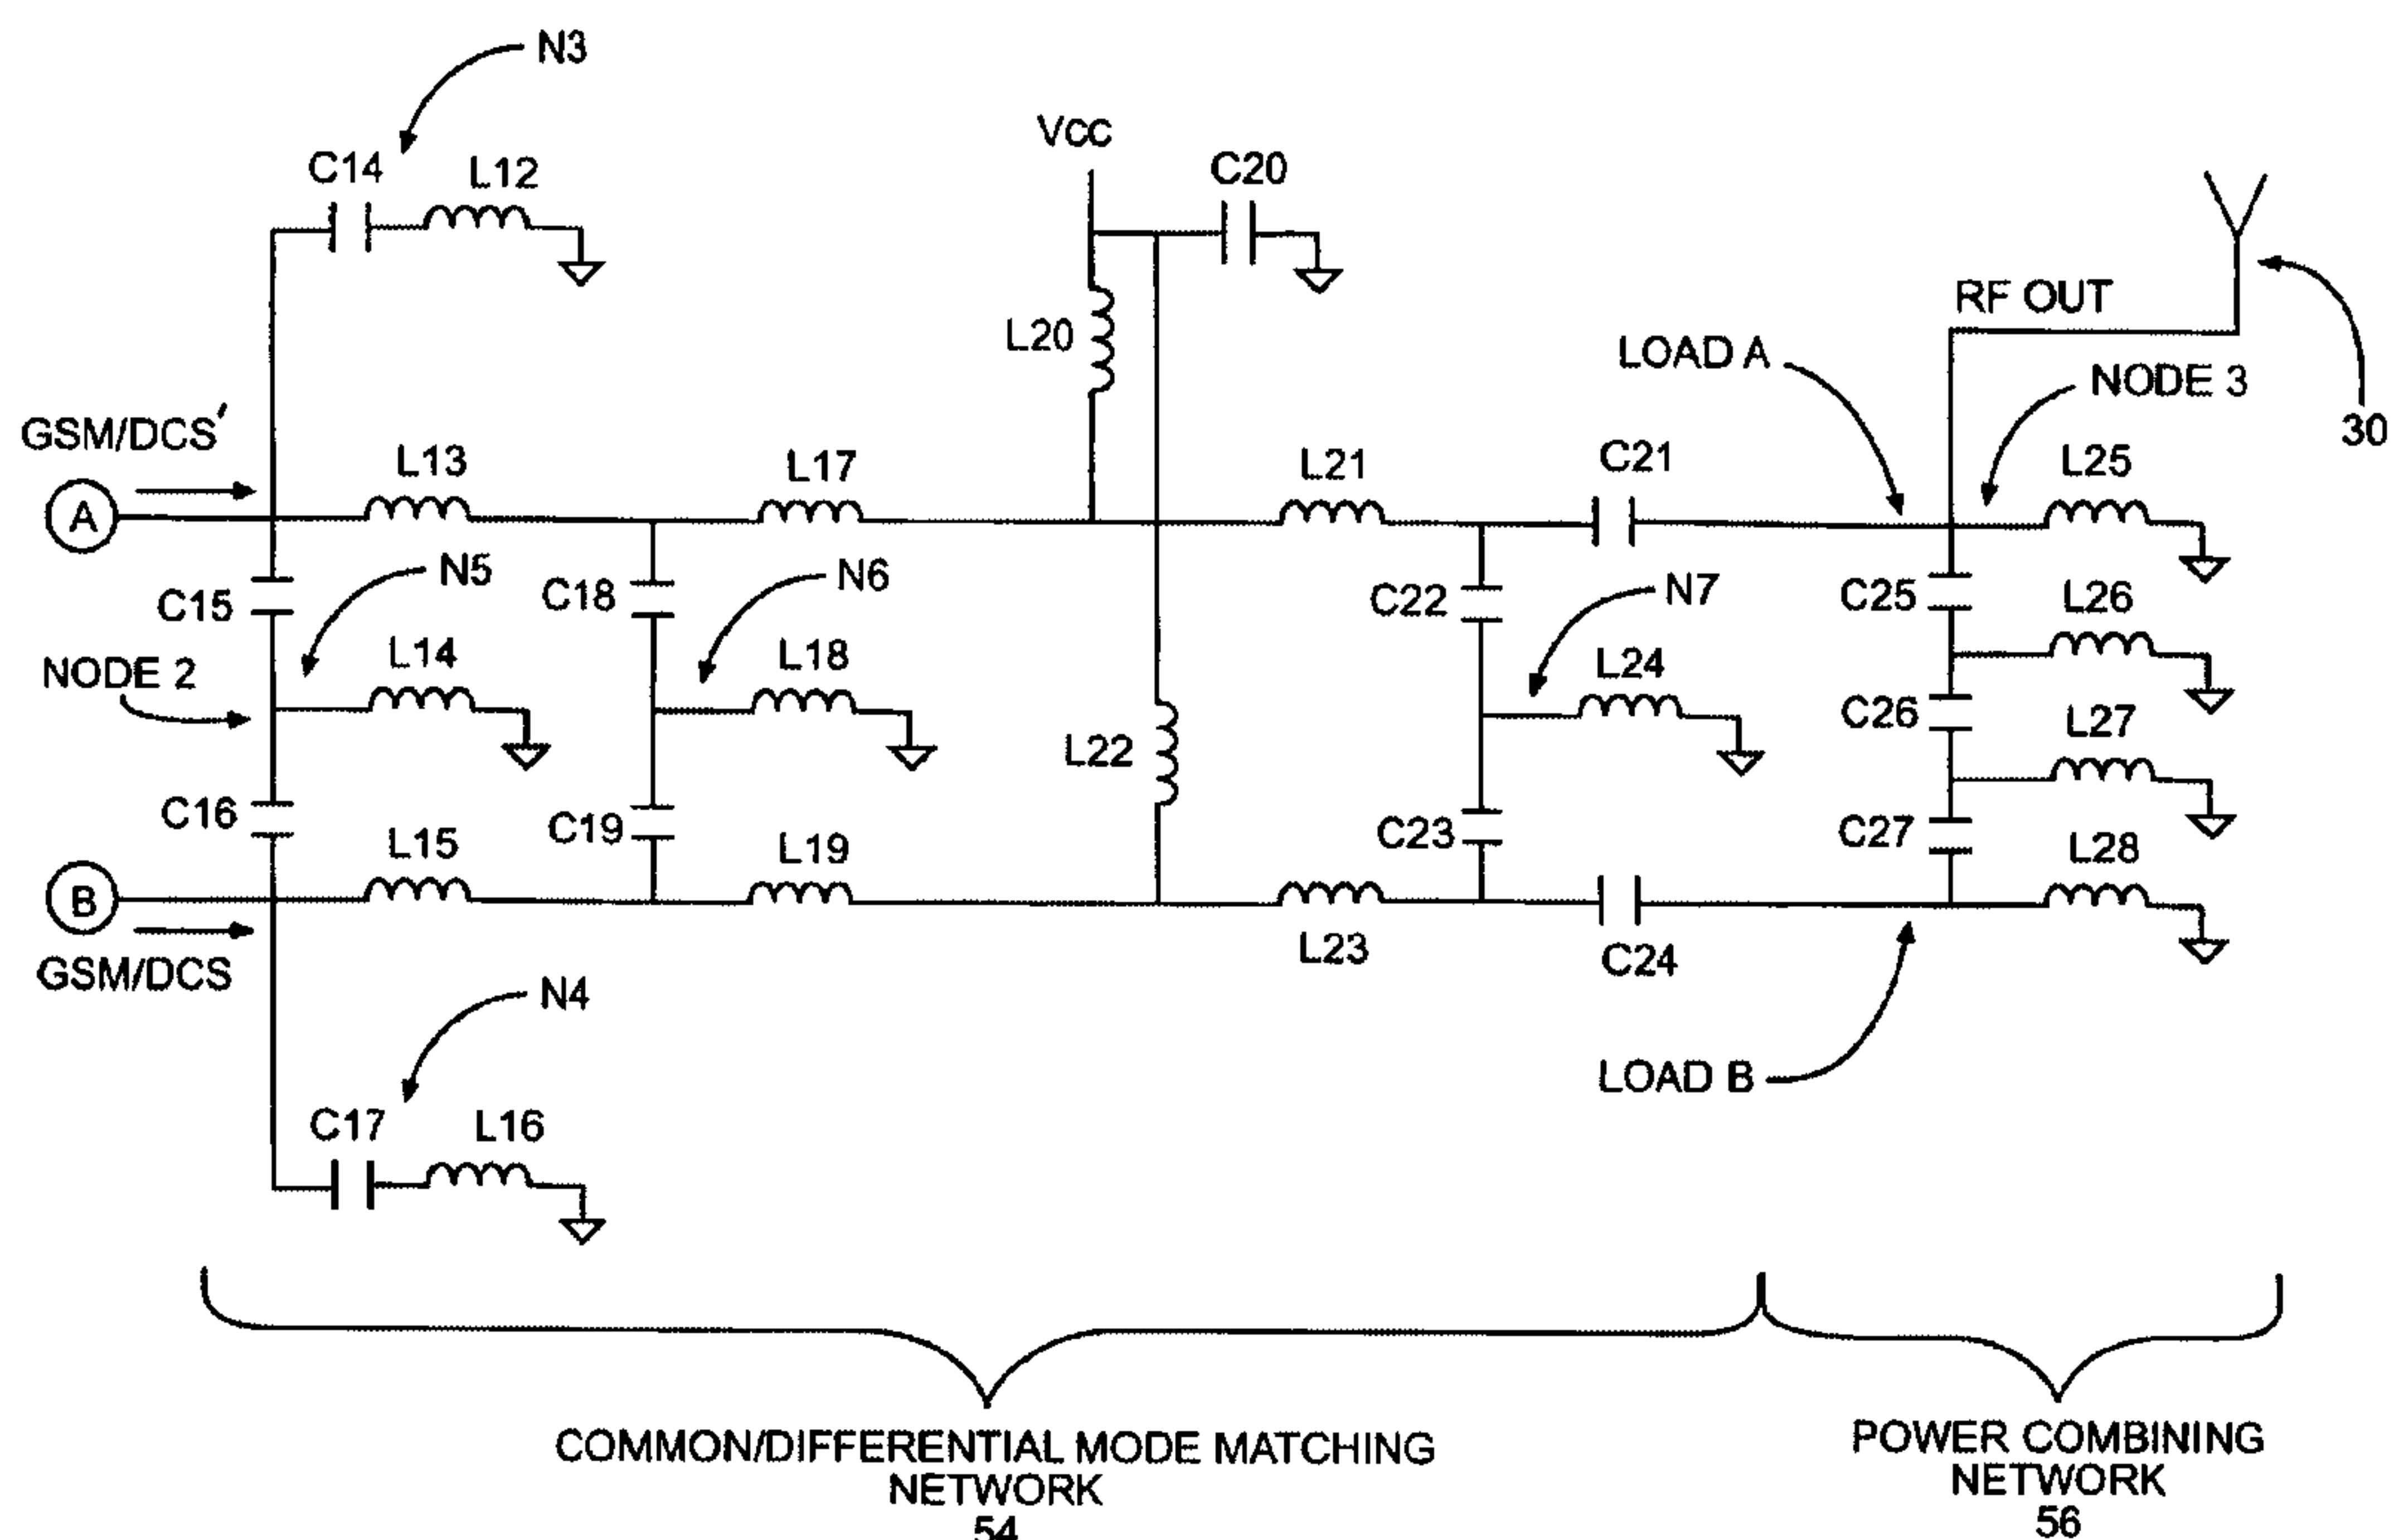 N3
VCC
C14
L12
C20
RF OUT
L20
LOAD A
NODE 3
30
GSM/DCS'
A
L13
L17
L21
C21
L25
N5
N6
N7
C15
C18
C22
C25
L26
NODE 2
L14
L18
L24
C26
L27
L22
C16
L15
C19
L19
C23
C27
L28
B
GSM/DCS
L23
C24
N4
LOAD B
C17
L16
COMMON/DIFFERENTIAL MODE MATCHING
NETWORK
54
POWER COMBINING
NETWORK
56